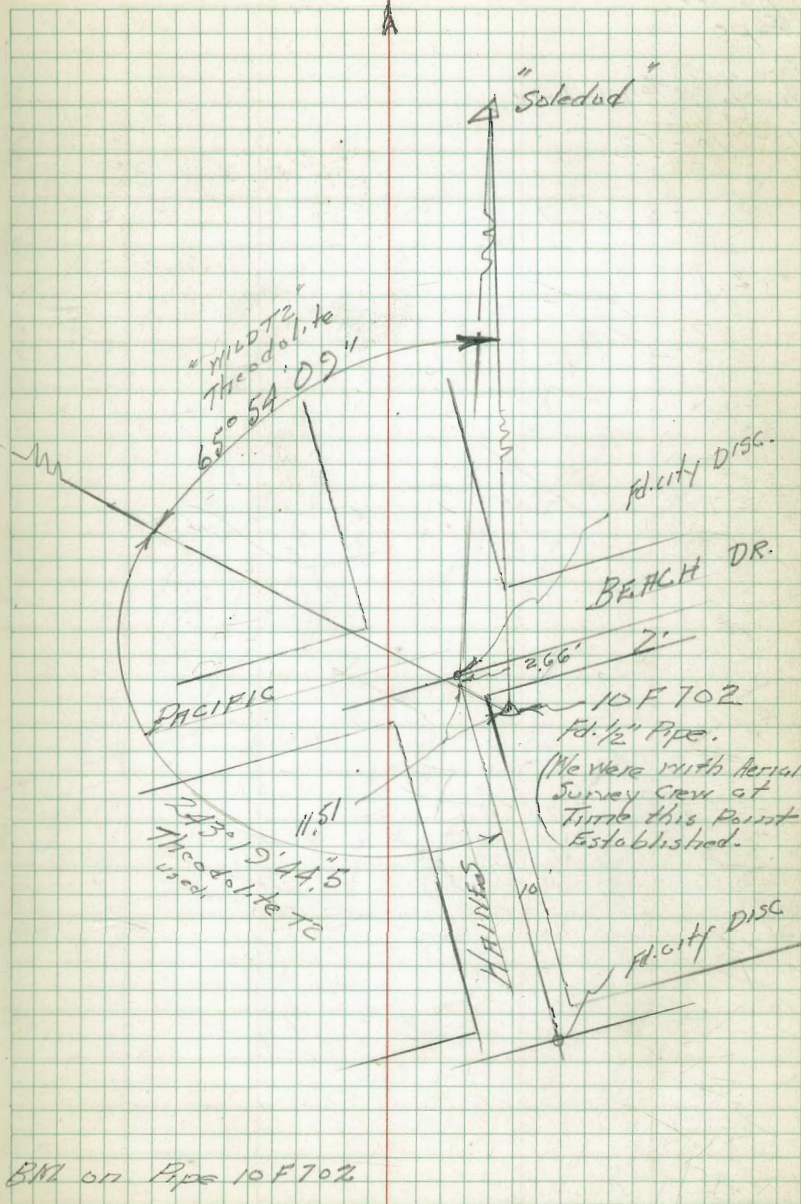 "Soledad"
"WILD T2"
Theodolite
65° 54' 09"
Fd. city DISC.
BEACH DR.
2.66'
2'
10 F 702
Fd. 1/2" Pipe.
(We were with Aerial
Survey crew at
Time this Point
Established.
PACIFIC
11.51
243° 19' 44."5
Theodolite T2
used.
HAINES
10
Fd. city DISC
BM on Pipe 10 F 702